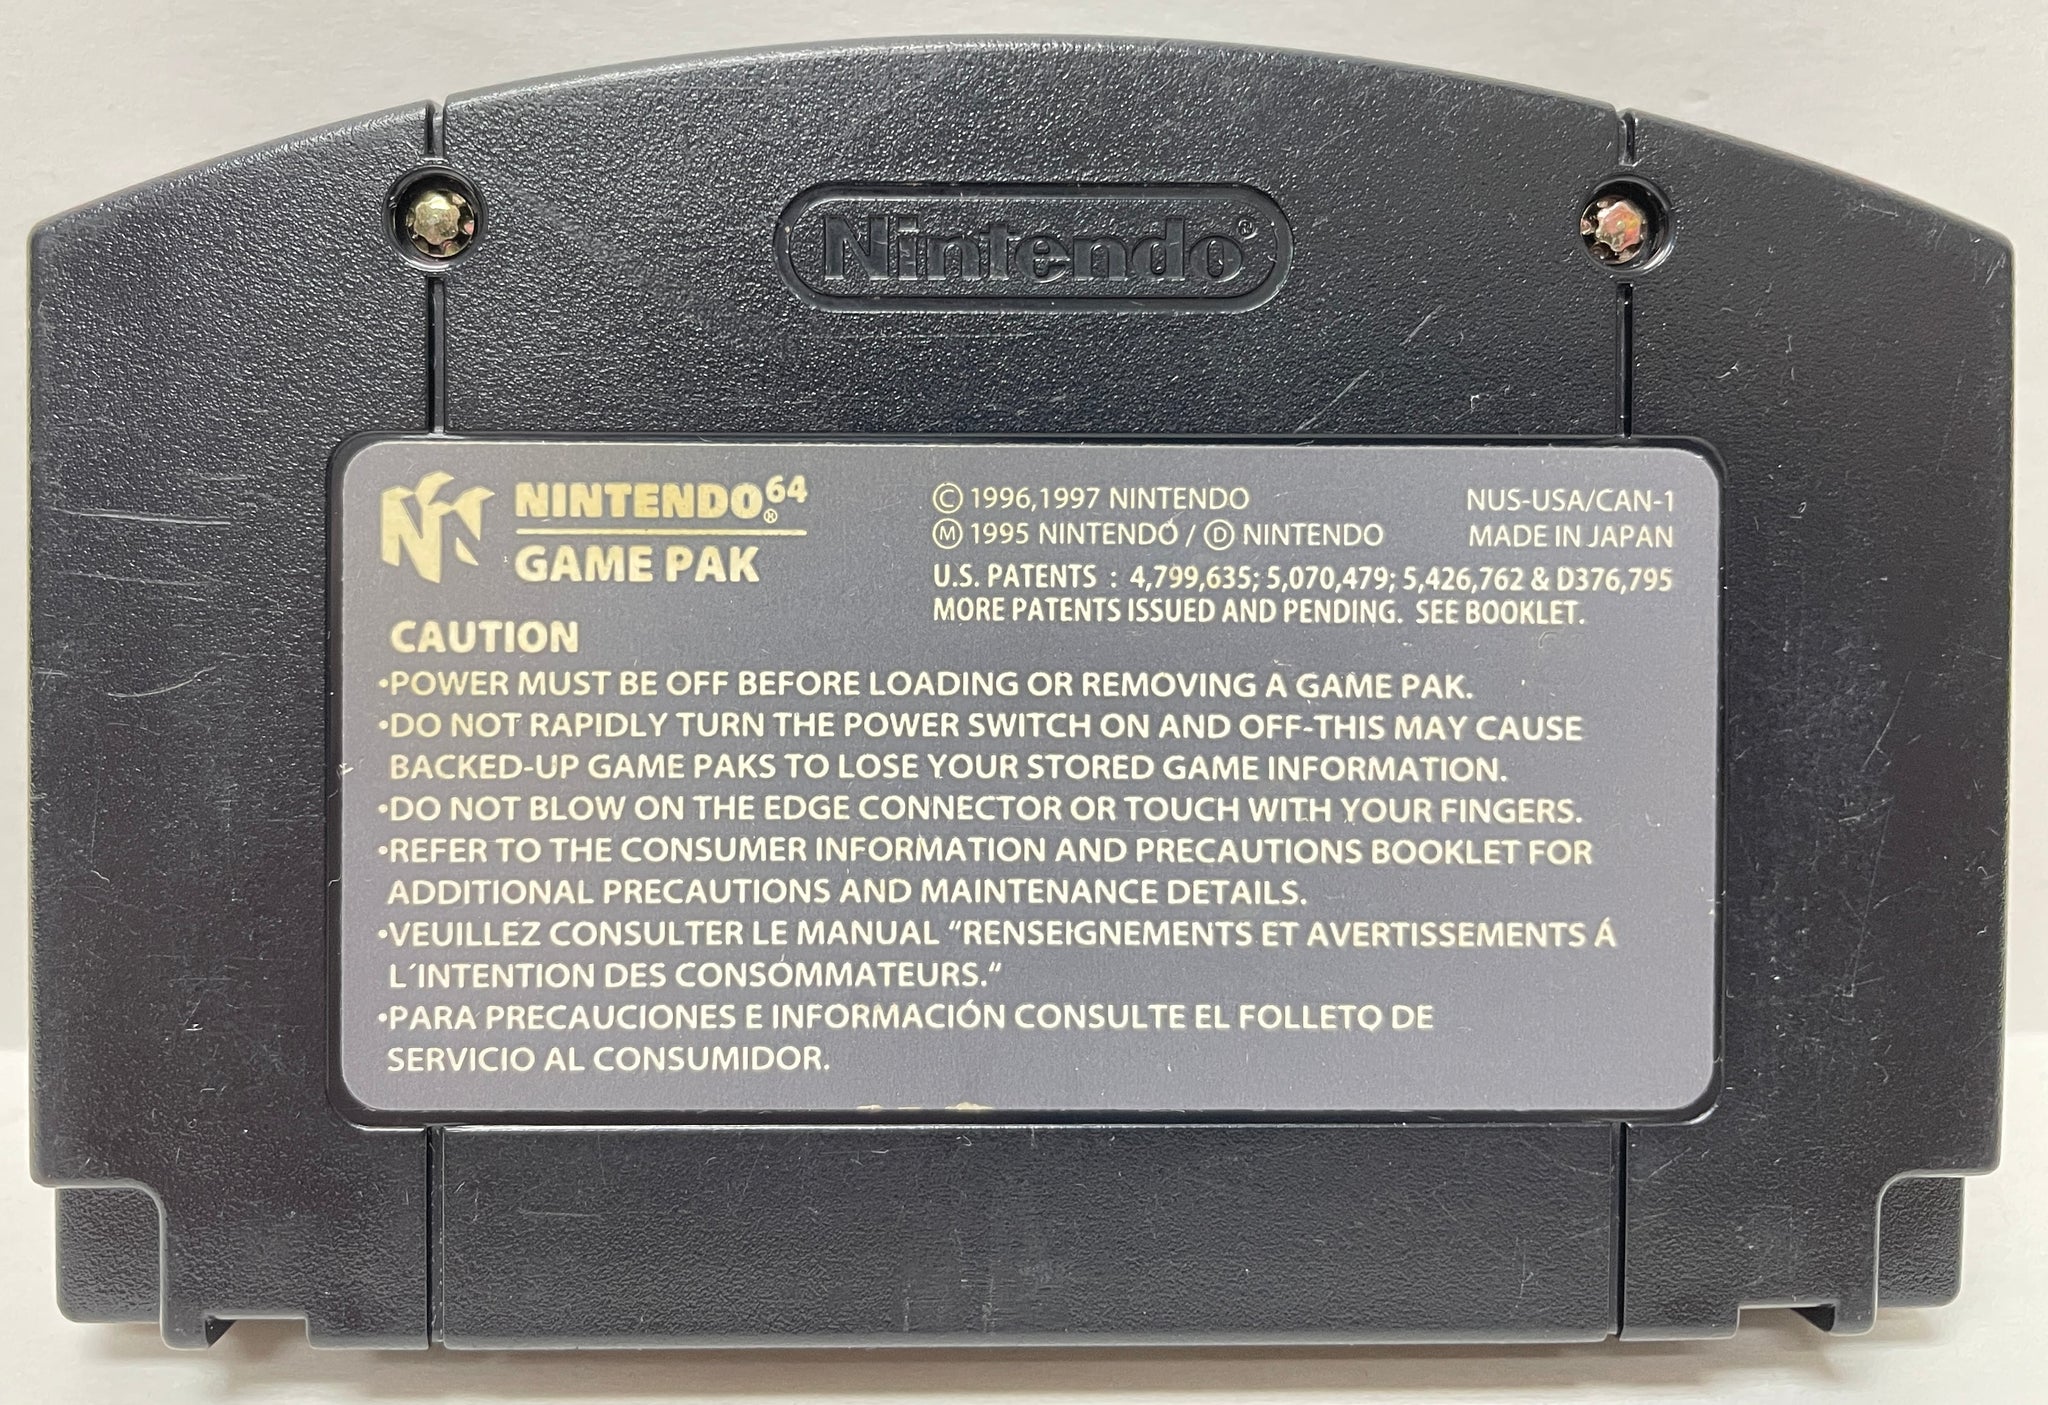 Nintendo®
NINTENDO64®
GAME PAK
© 1996,1997 NINTENDO
Ⓜ 1995 NINTENDO / Ⓓ NINTENDO
NUS-USA/CAN-1
MADE IN JAPAN
U.S. PATENTS : 4,799,635; 5,070,479; 5,426,762 & D376,795
MORE PATENTS ISSUED AND PENDING. SEE BOOKLET.
CAUTION
•POWER MUST BE OFF BEFORE LOADING OR REMOVING A GAME PAK.
•DO NOT RAPIDLY TURN THE POWER SWITCH ON AND OFF-THIS MAY CAUSE
BACKED-UP GAME PAKS TO LOSE YOUR STORED GAME INFORMATION.
•DO NOT BLOW ON THE EDGE CONNECTOR OR TOUCH WITH YOUR FINGERS.
•REFER TO THE CONSUMER INFORMATION AND PRECAUTIONS BOOKLET FOR
ADDITIONAL PRECAUTIONS AND MAINTENANCE DETAILS.
•VEUILLEZ CONSULTER LE MANUAL “RENSEIGNEMENTS ET AVERTISSEMENTS Á
L´INTENTION DES CONSOMMATEURS.“
•PARA PRECAUCIONES E INFORMACIÓN CONSULTE EL FOLLETO DE
SERVICIO AL CONSUMIDOR.